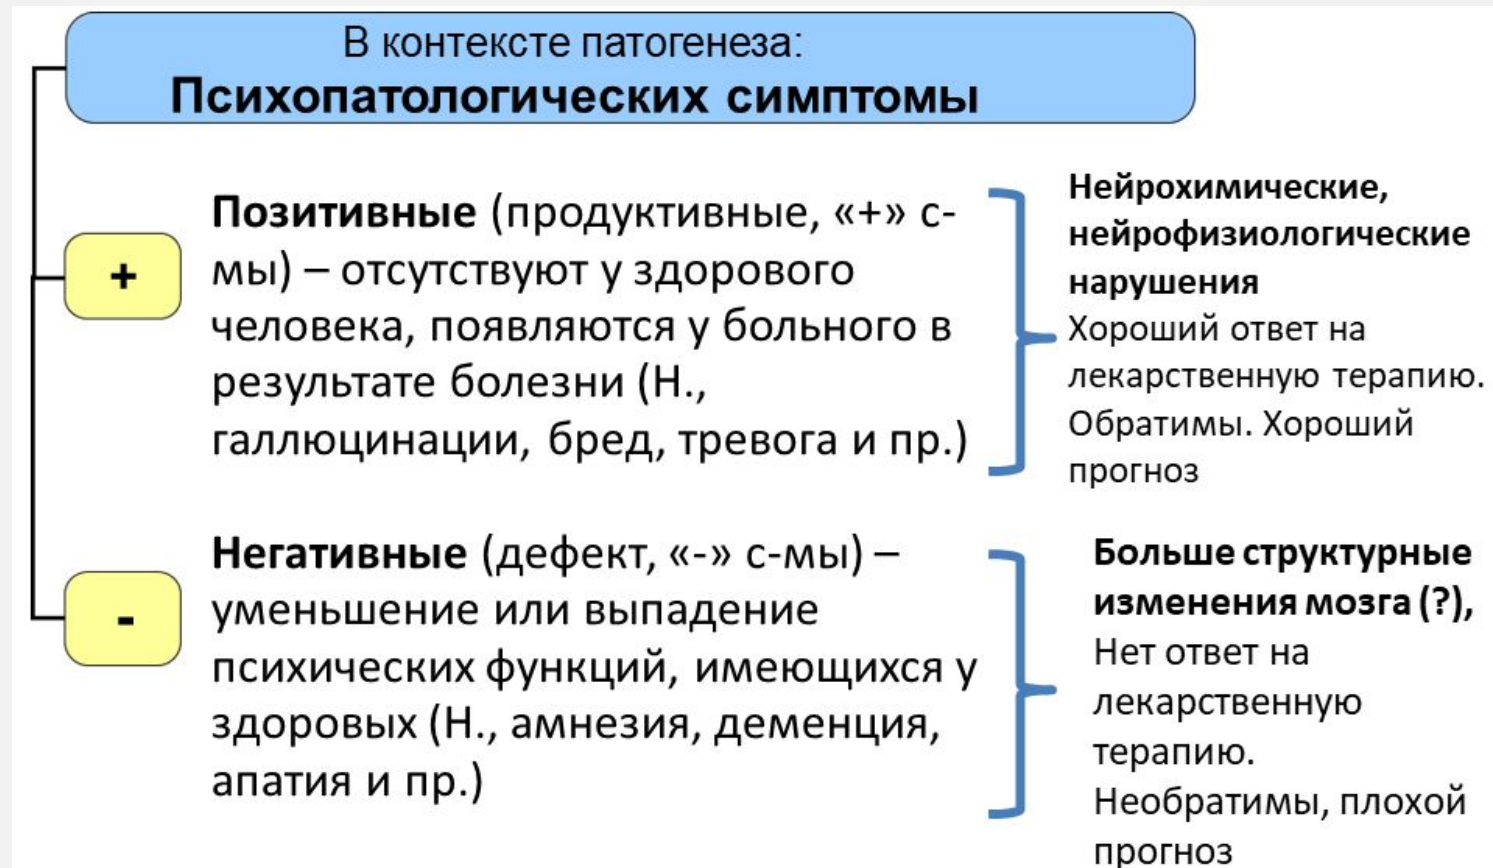 В контексте патогенеза:
Психопатологических симптомы
+
Позитивные (продуктивные, «+» с-
мы) – отсутствуют у здорового
человека, появляются у больного в
результате болезни (Н.,
галлюцинации, бред, тревога и пр.)
Нейрохимические,
нейрофизиологические
нарушения
Хороший ответ на
лекарственную терапию.
Обратимы. Хороший
прогноз
-
Негативные (дефект, «-» с-мы) –
уменьшение или выпадение
психических функций, имеющихся у
здоровых (Н., амнезия, деменция,
апатия и пр.)
Больше структурные
изменения мозга (?),
Нет ответ на
лекарственную
терапию.
Необратимы, плохой
прогноз